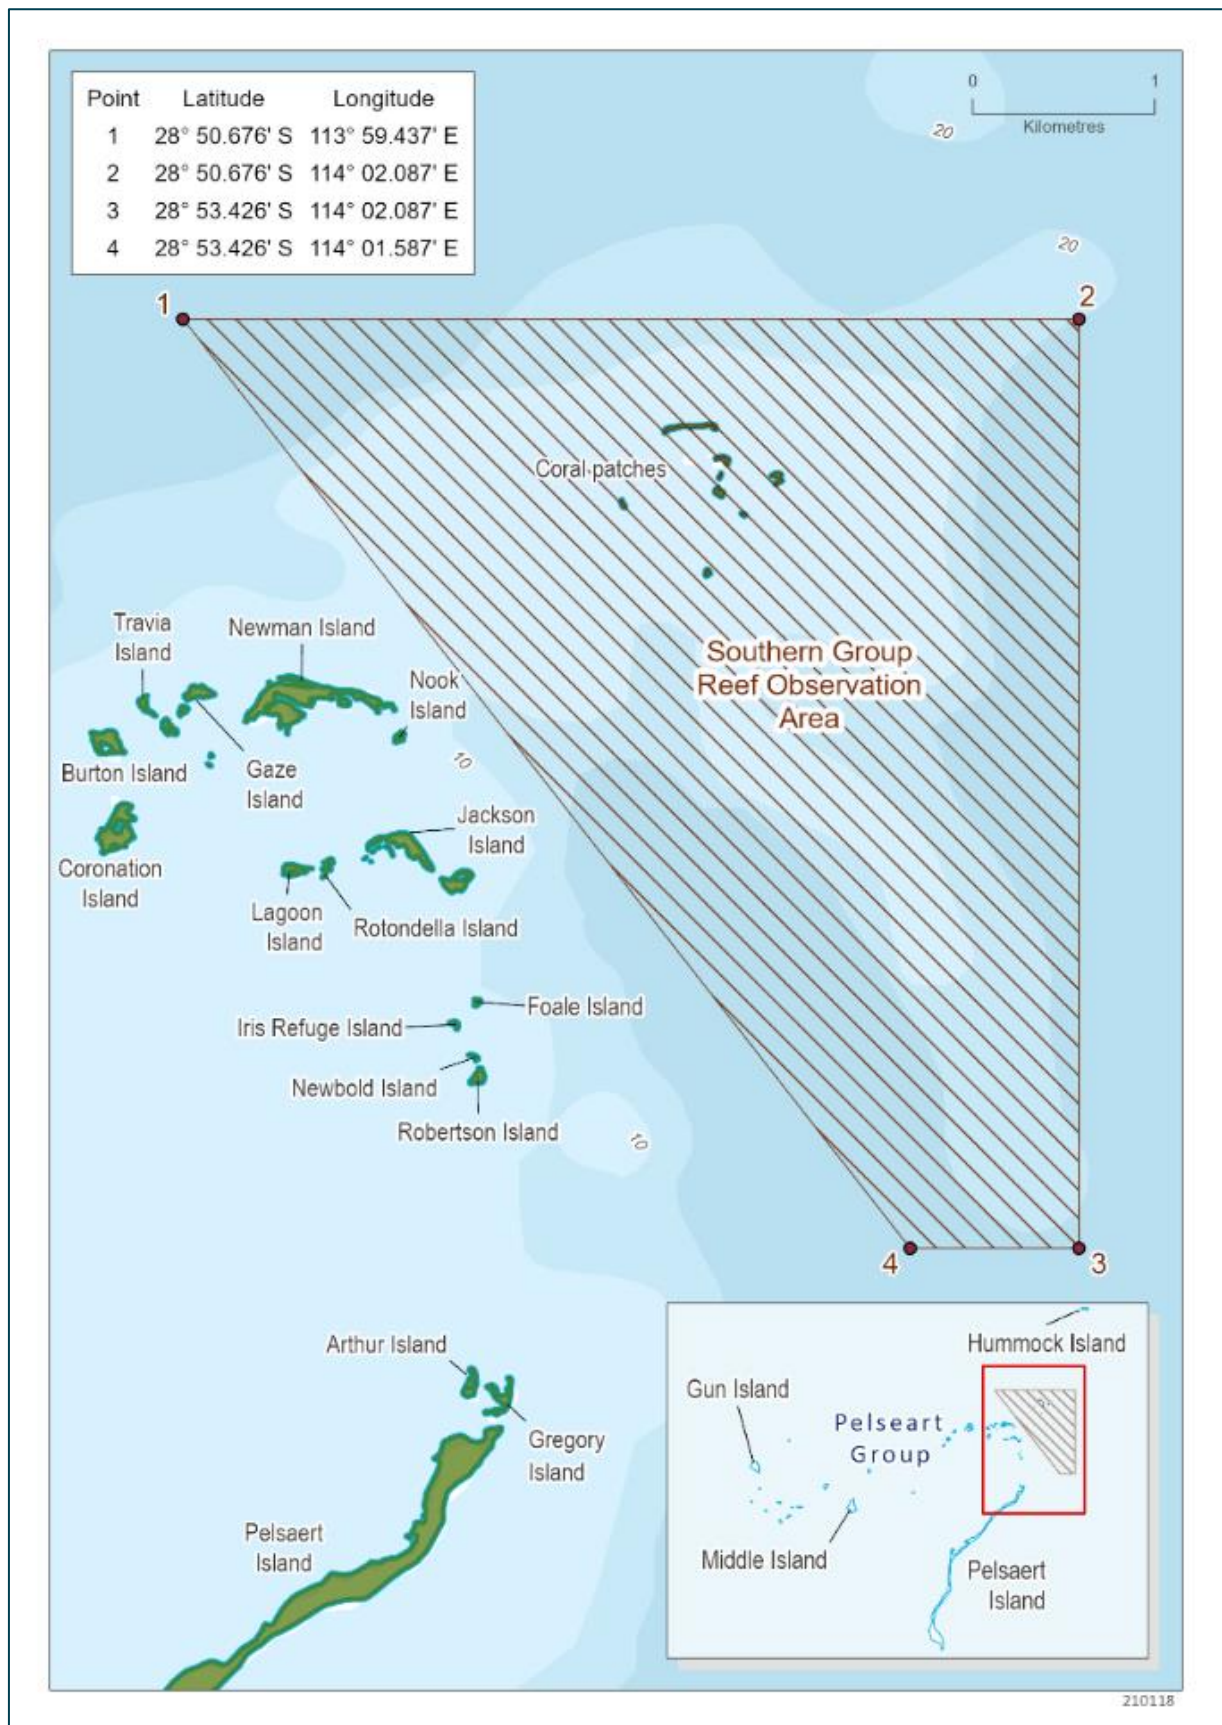 Point Latitude Longitude
1 28° 50.676' S 113° 59.437' E
2 28° 50.676' S 114° 02.087' E
3 28° 53.426' S 114° 02.087' E
4 28° 53.426' S 114° 01.587' E
0 1
Kilometres
20
20
1
2
Coral patches
Southern Group
Reef Observation
Area
Travia
Island
Newman Island
Nook
Island
Burton Island
Gaze
Island
10
Jackson
Island
Coronation
Island
Lagoon
Island
Rotondella Island
Foale Island
Iris Refuge Island
Newbold Island
Robertson Island
10
4
3
Arthur Island
Gregory
Island
Pelsaert
Island
Hummock Island
Gun Island
Pelseart
Group
Middle Island
Pelsaert
Island
210118